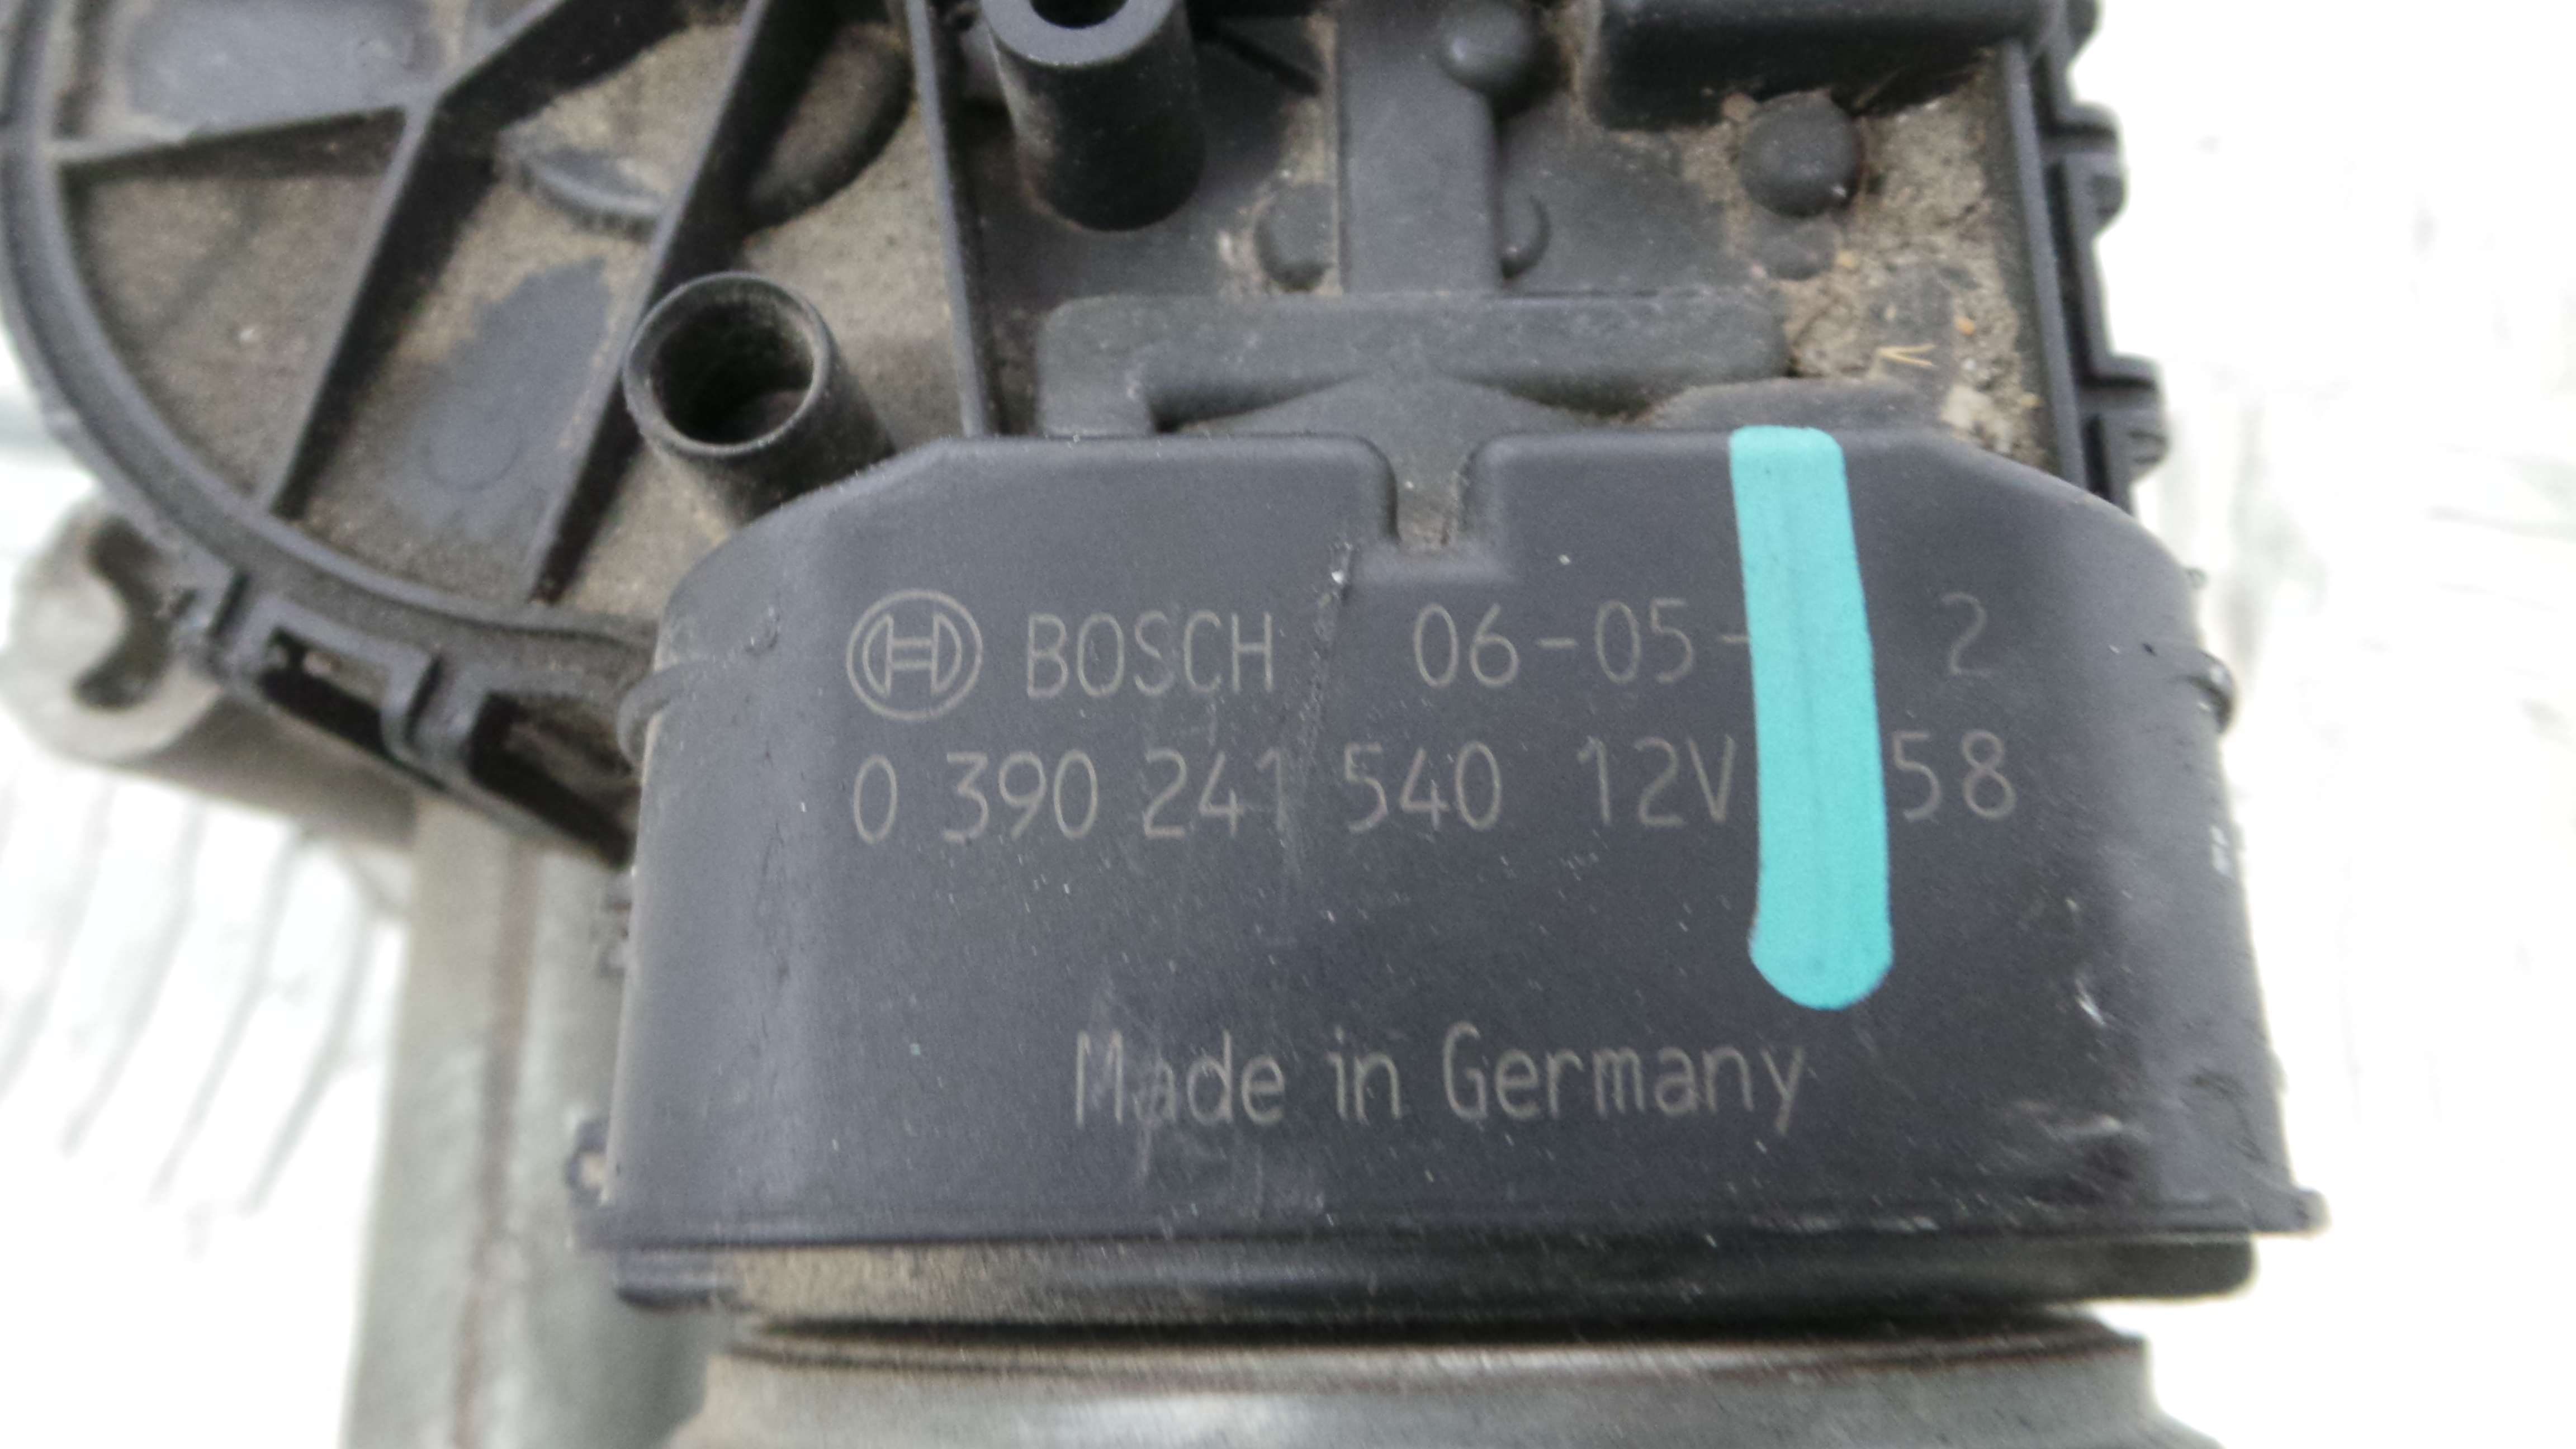 BOSCH 06-05- 2
0 390 241 540 12V 58
Made in Germany